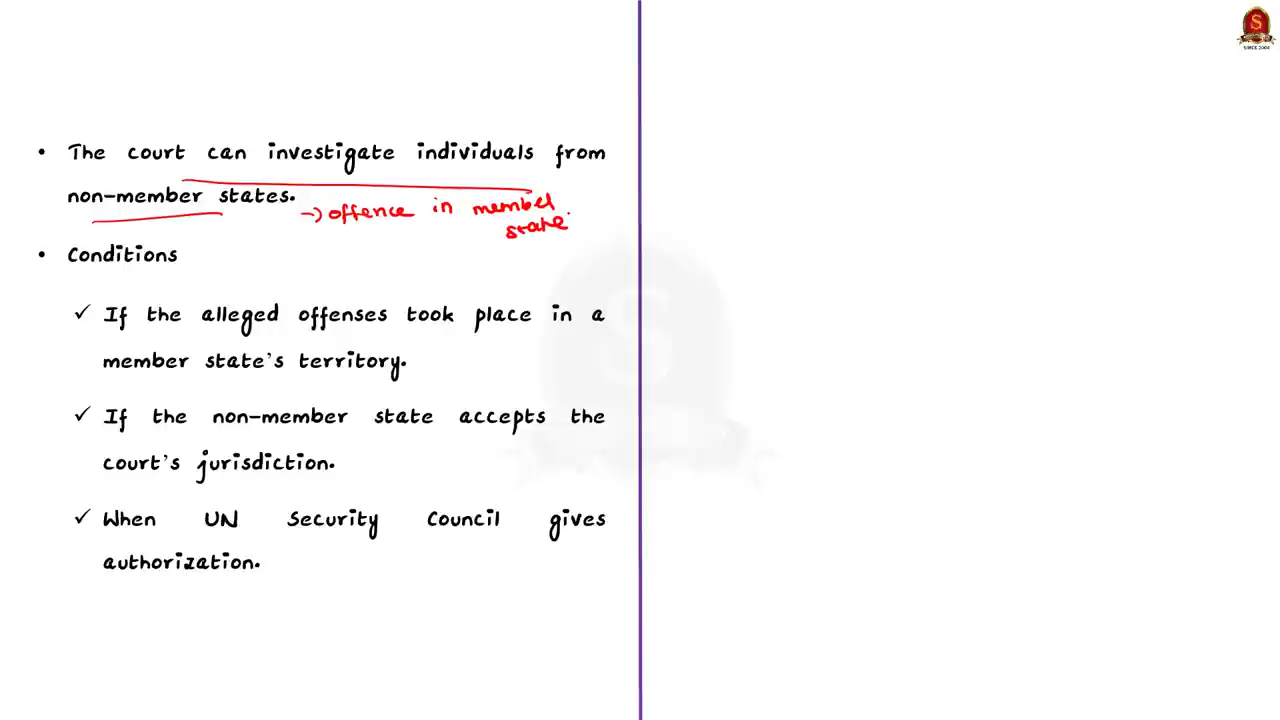 S
SINCE 2004
• The court can investigate individuals from
non-member states.
→ offence in member
state.
• Conditions
✓ If the alleged offenses took place in a
member state's territory.
✓ If the non-member state accepts the
court's jurisdiction.
✓ When UN Security Council gives
authorization.